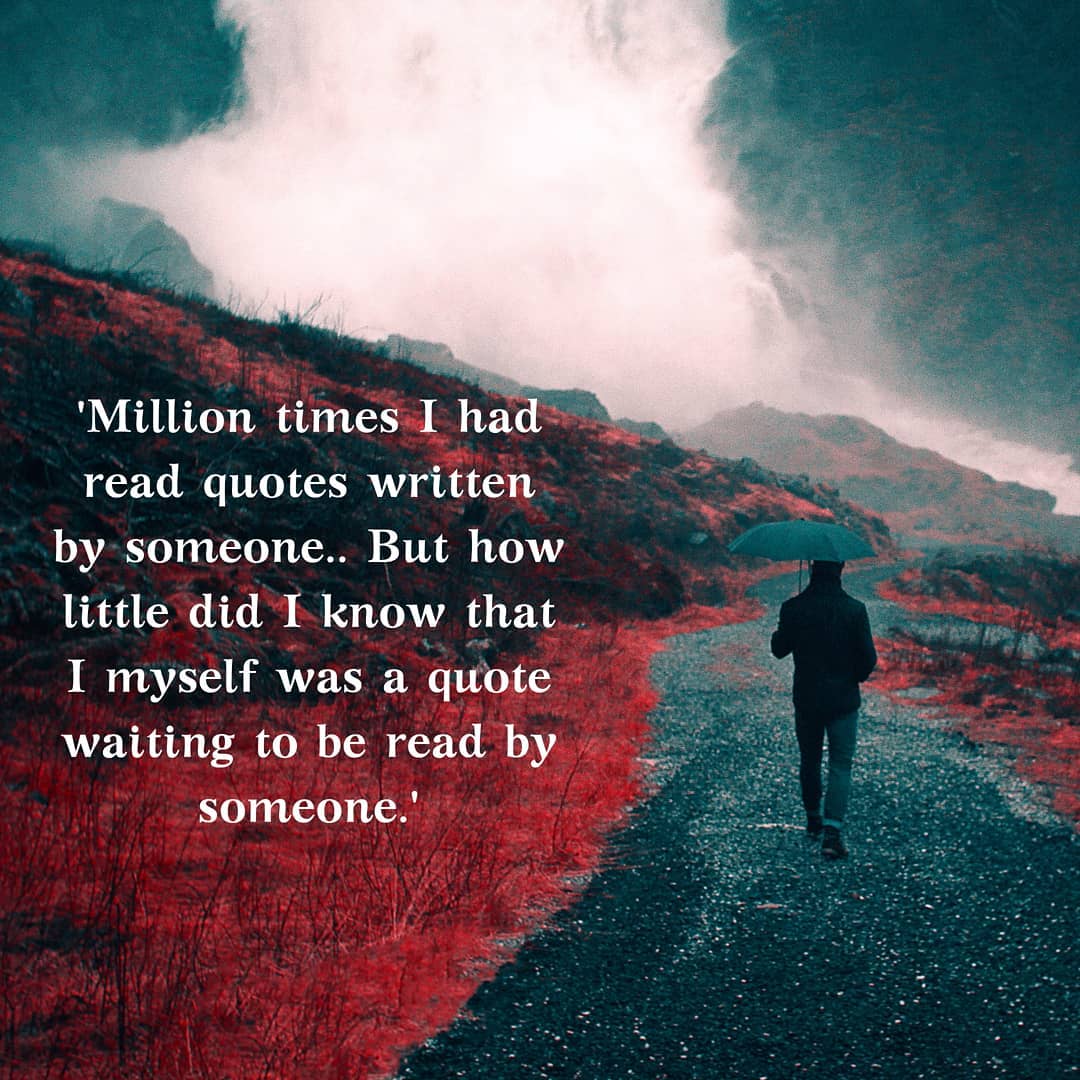 'Million times I had
read quotes written
by someone.. But how
little did I know that
I myself was a quote
waiting to be read by
someone.'